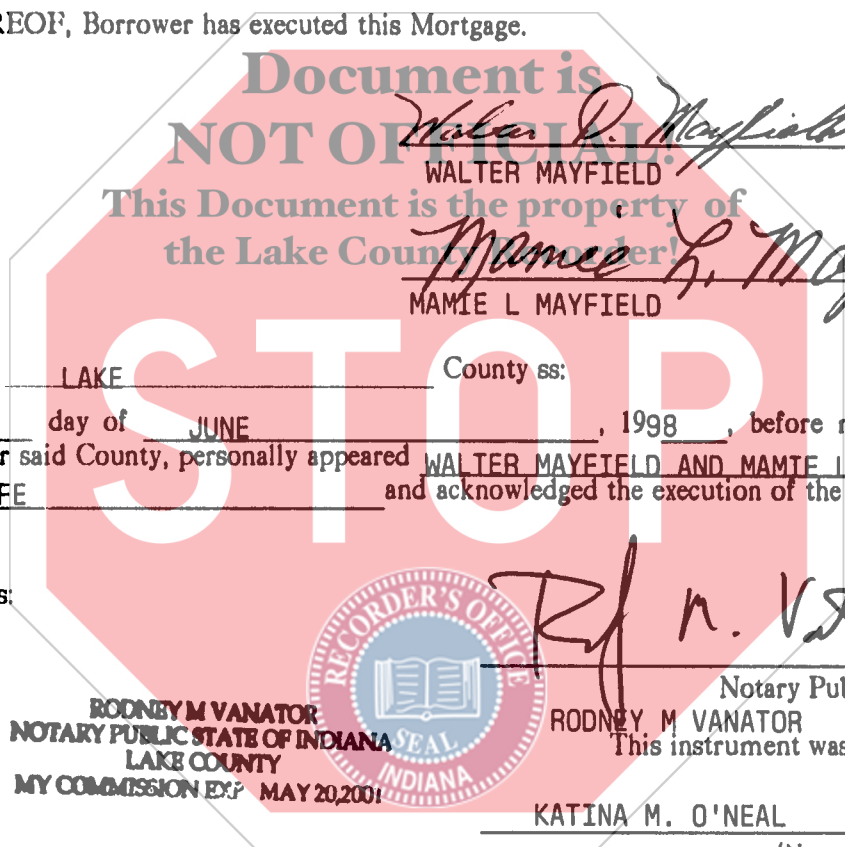 REOF, Borrower has executed this Mortgage.
Document is
NOT OFFICIAL!
Walter D. Mayfield
WALTER MAYFIELD
This Document is the property of
the Lake County Recorder!
Mamie L. May
MAMIE L MAYFIELD
STOP
LAKE County ss:
day of JUNE , 1998 , before
r said County, personally appeared WALTER MAYFIELD AND MAMIE L
FE and acknowledged the execution of the
s:
RECORDER'S OFFICE
SEAL
INDIANA
Notary Pub
RODNEY M VANATOR
This instrument was
RODNEY M VANATOR
NOTARY PUBLIC STATE OF INDIANA
LAKE COUNTY
MY COMMISSION EXP MAY 20,2001
KATINA M. O'NEAL